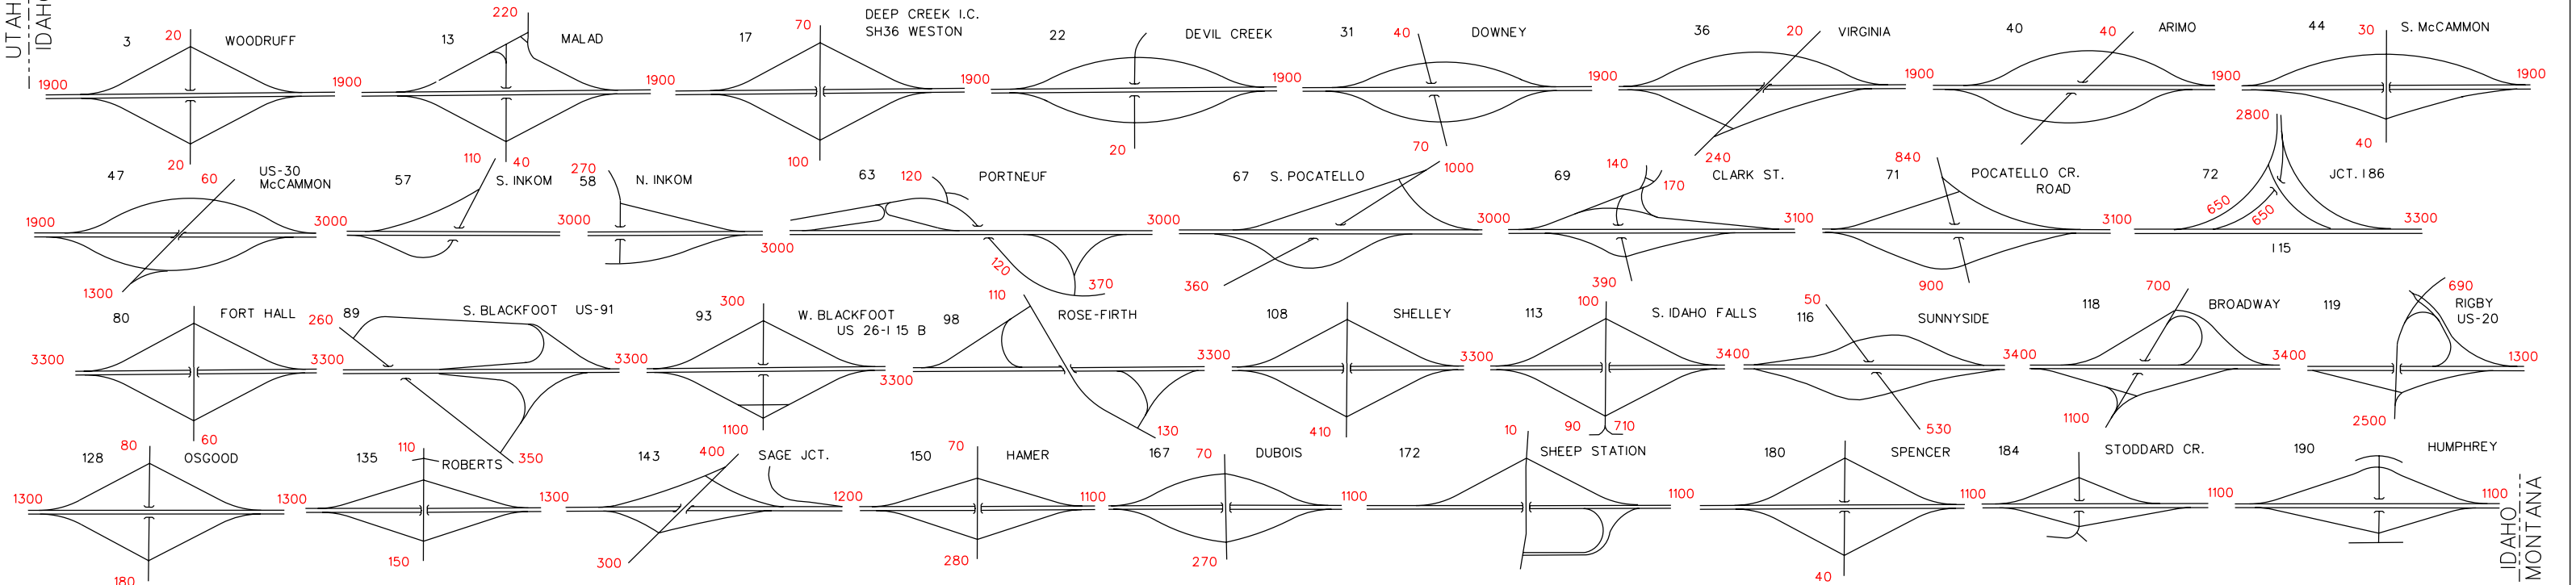 UTAH
IDAHO
3 20 WOODRUFF
1900
20
220
13 MALAD
1900
40
70
DEEP CREEK I.C.
17 SH36 WESTON
1900
100
22 DEVIL CREEK
1900
20
31 40 DOWNEY
1900
70
36 20 VIRGINIA
1900
240
40 40 ARIMO
1900
44 30 S. McCAMMON
1900 1900
40
47 60 US-30
McCAMMON
1900
1300
57 110 S. INKOM
3000
58 270 N. INKOM
3000
63 120 PORTNEUF
3000
120 370
67 S. POCATELLO 1000
3000
360
69 140 170 CLARK ST.
3000
390
71 840 POCATELLO CR.
ROAD
3100
900
2800
72 JCT. I 86
650
650
3100 3300
I 15
80 FORT HALL
3300
60
260 89 S. BLACKFOOT US-91
3300
350
300
93 W. BLACKFOOT
US 26-I 15 B
3300
1100
110
98 ROSE-FIRTH
3300
130
108 SHELLEY
3300
410
100
113 S. IDAHO FALLS
3300
90 710
50
116 SUNNYSIDE
3400
530
700
118 BROADWAY
3400
1100
690
119 RIGBY
US-20
3400 1300
2500
80
128 OSGOOD
1300
180
110
135 ROBERTS
1300
150
400
143 SAGE JCT.
1300
300
70
150 HAMER
1200
280
70
167 DUBOIS
1100
270
10
172 SHEEP STATION
1100
180 SPENCER
1100
40
184 STODDARD CR.
1100
190 HUMPHREY
1100 1100
IDAHO
MONTANA